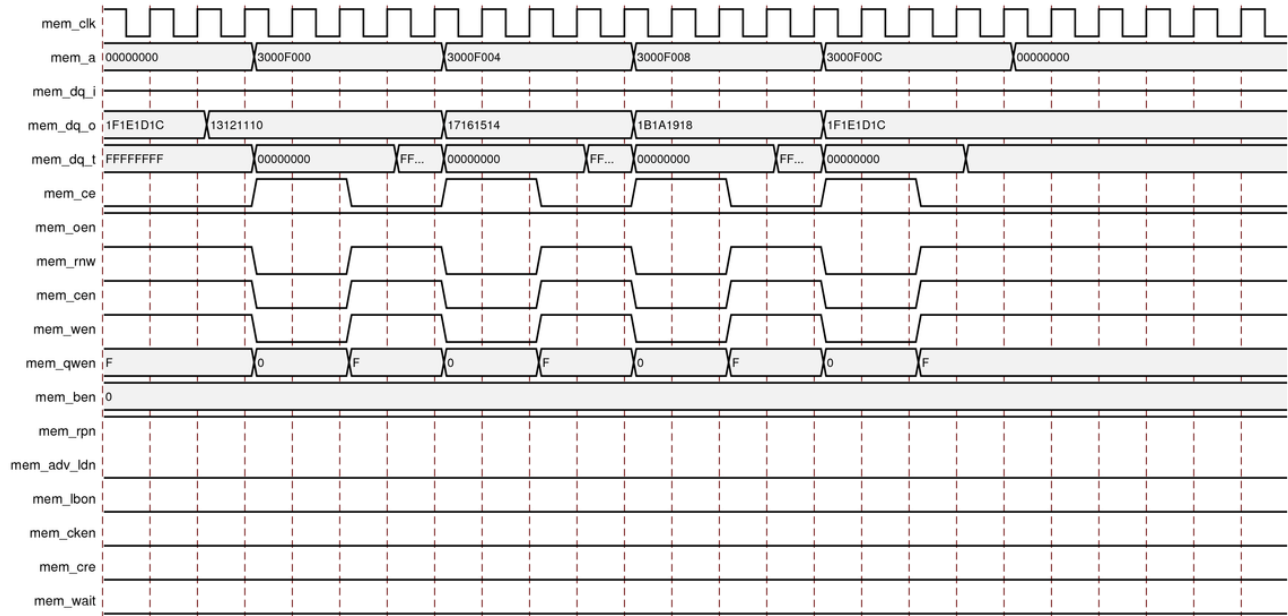 mem_clk
mem_a 00000000 3000F000 3000F004 3000F008 3000F00C 00000000
mem_dq_i
mem_dq_o 1F1E1D1C 13121110 17161514 1B1A1918 1F1E1D1C
mem_dq_t FFFFFFFF 00000000 FF... 00000000 FF... 00000000 FF... 00000000
mem_ce
mem_oen
mem_rnw
mem_cen
mem_wen
mem_qwen F 0 F 0 F 0 F 0 F
mem_ben 0
mem_rpn
mem_adv_ldn
mem_lbon
mem_cken
mem_cre
mem_wait